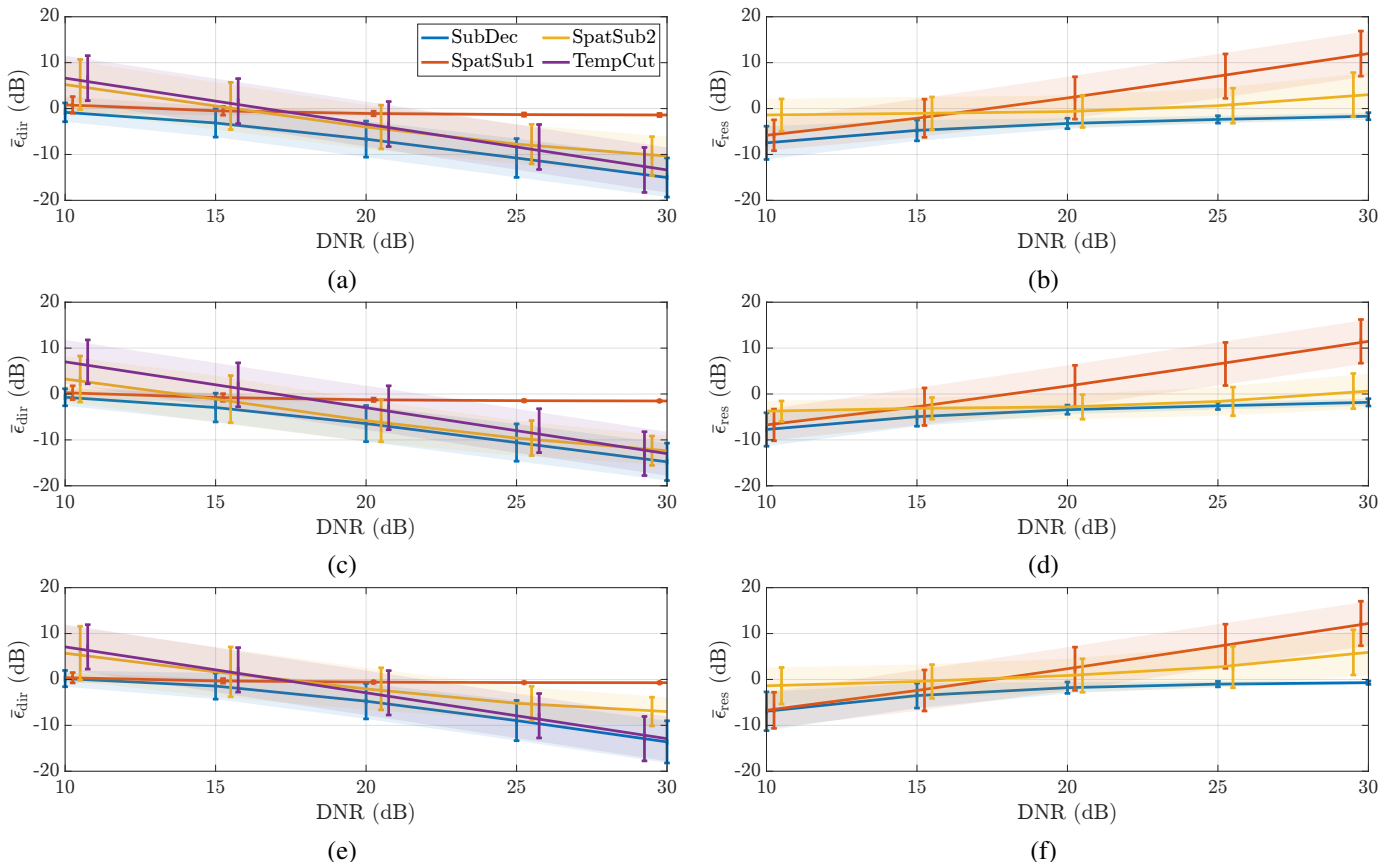 20
10
0
-10
-20
ε̄dir (dB)
SubDec
SpatSub1
SpatSub2
TempCut
10 15 20 25 30
DNR (dB)
(a)
20
10
0
-10
-20
ε̄res (dB)
10 15 20 25 30
DNR (dB)
(b)
20
10
0
-10
-20
ε̄dir (dB)
10 15 20 25 30
DNR (dB)
(c)
20
10
0
-10
-20
ε̄res (dB)
10 15 20 25 30
DNR (dB)
(d)
20
10
0
-10
-20
ε̄dir (dB)
10 15 20 25 30
DNR (dB)
(e)
20
10
0
-10
-20
ε̄res (dB)
10 15 20 25 30
DNR (dB)
(f)